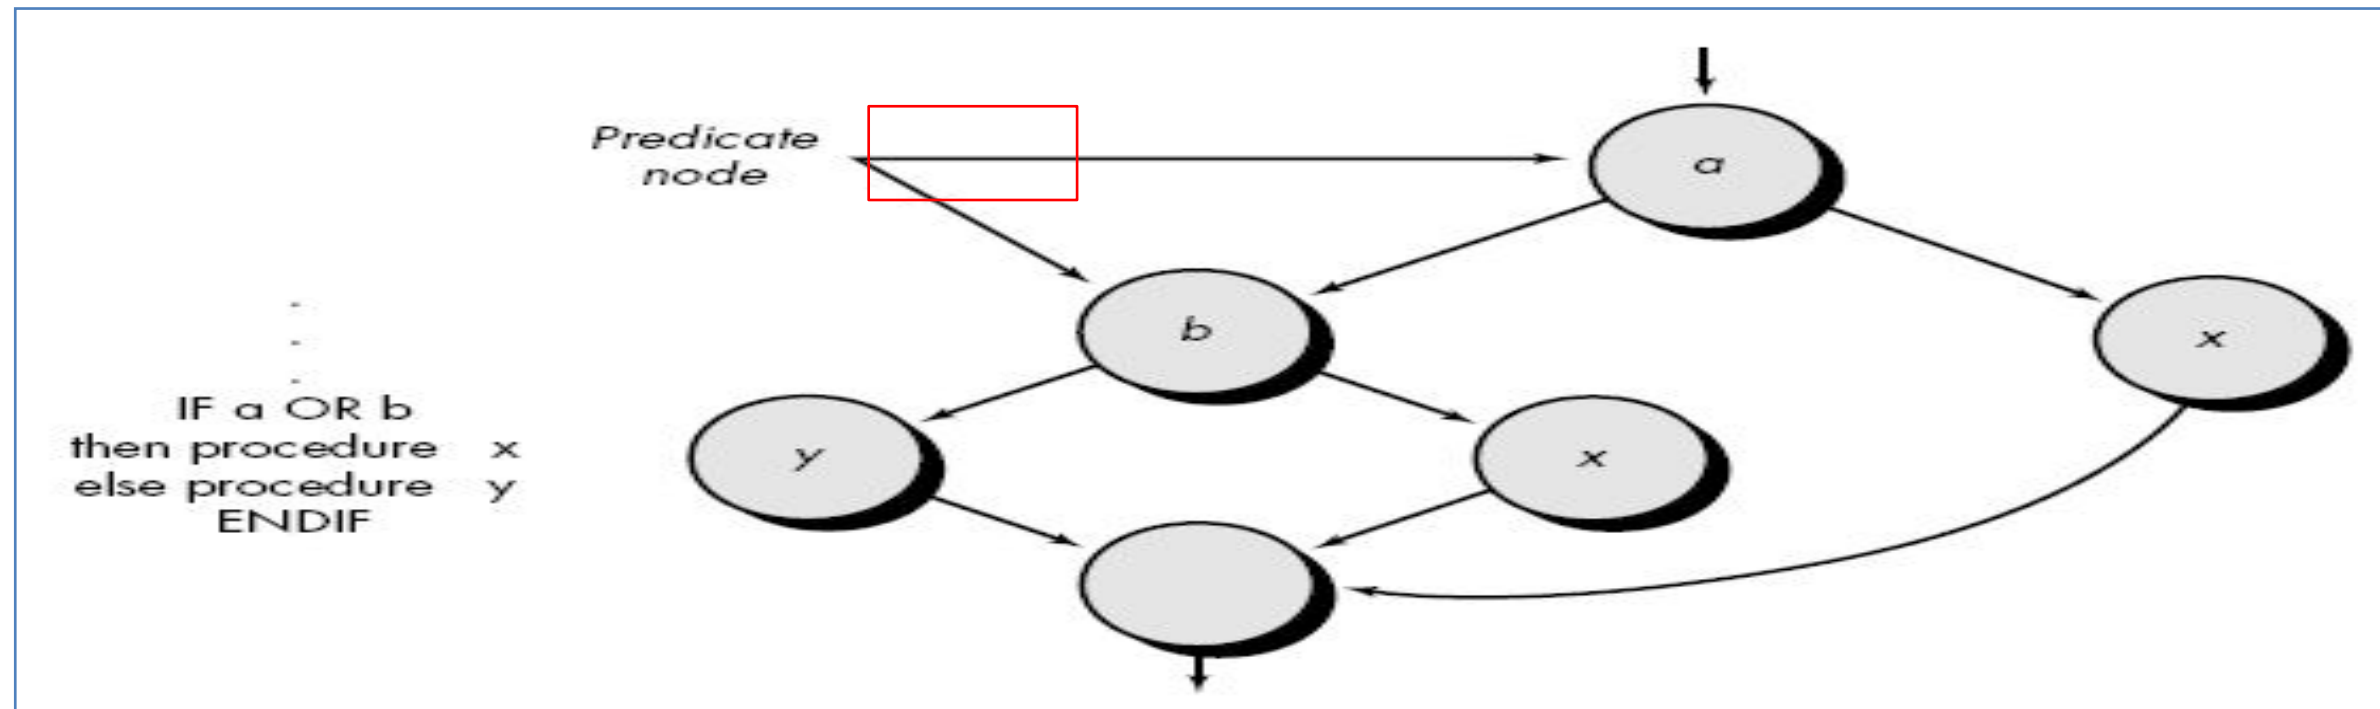 Predicate
node
a
b
x
y
x
.
.
.
IF a OR b
then procedure x
else procedure y
ENDIF